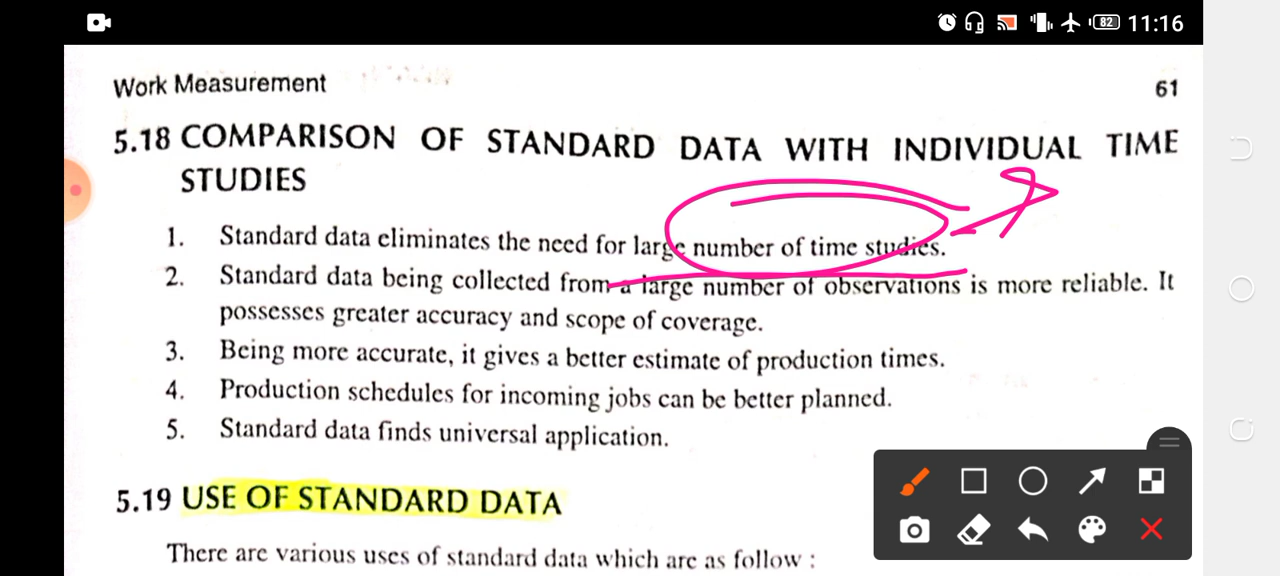 82 11:16
Work Measurement 61
5.18 COMPARISON OF STANDARD DATA WITH INDIVIDUAL TIME
STUDIES
1. Standard data eliminates the need for large number of time studies.
2. Standard data being collected from a large number of observations is more reliable. It
possesses greater accuracy and scope of coverage.
3. Being more accurate, it gives a better estimate of production times.
4. Production schedules for incoming jobs can be better planned.
5. Standard data finds universal application.
5.19 USE OF STANDARD DATA
There are various uses of standard data which are as follow :